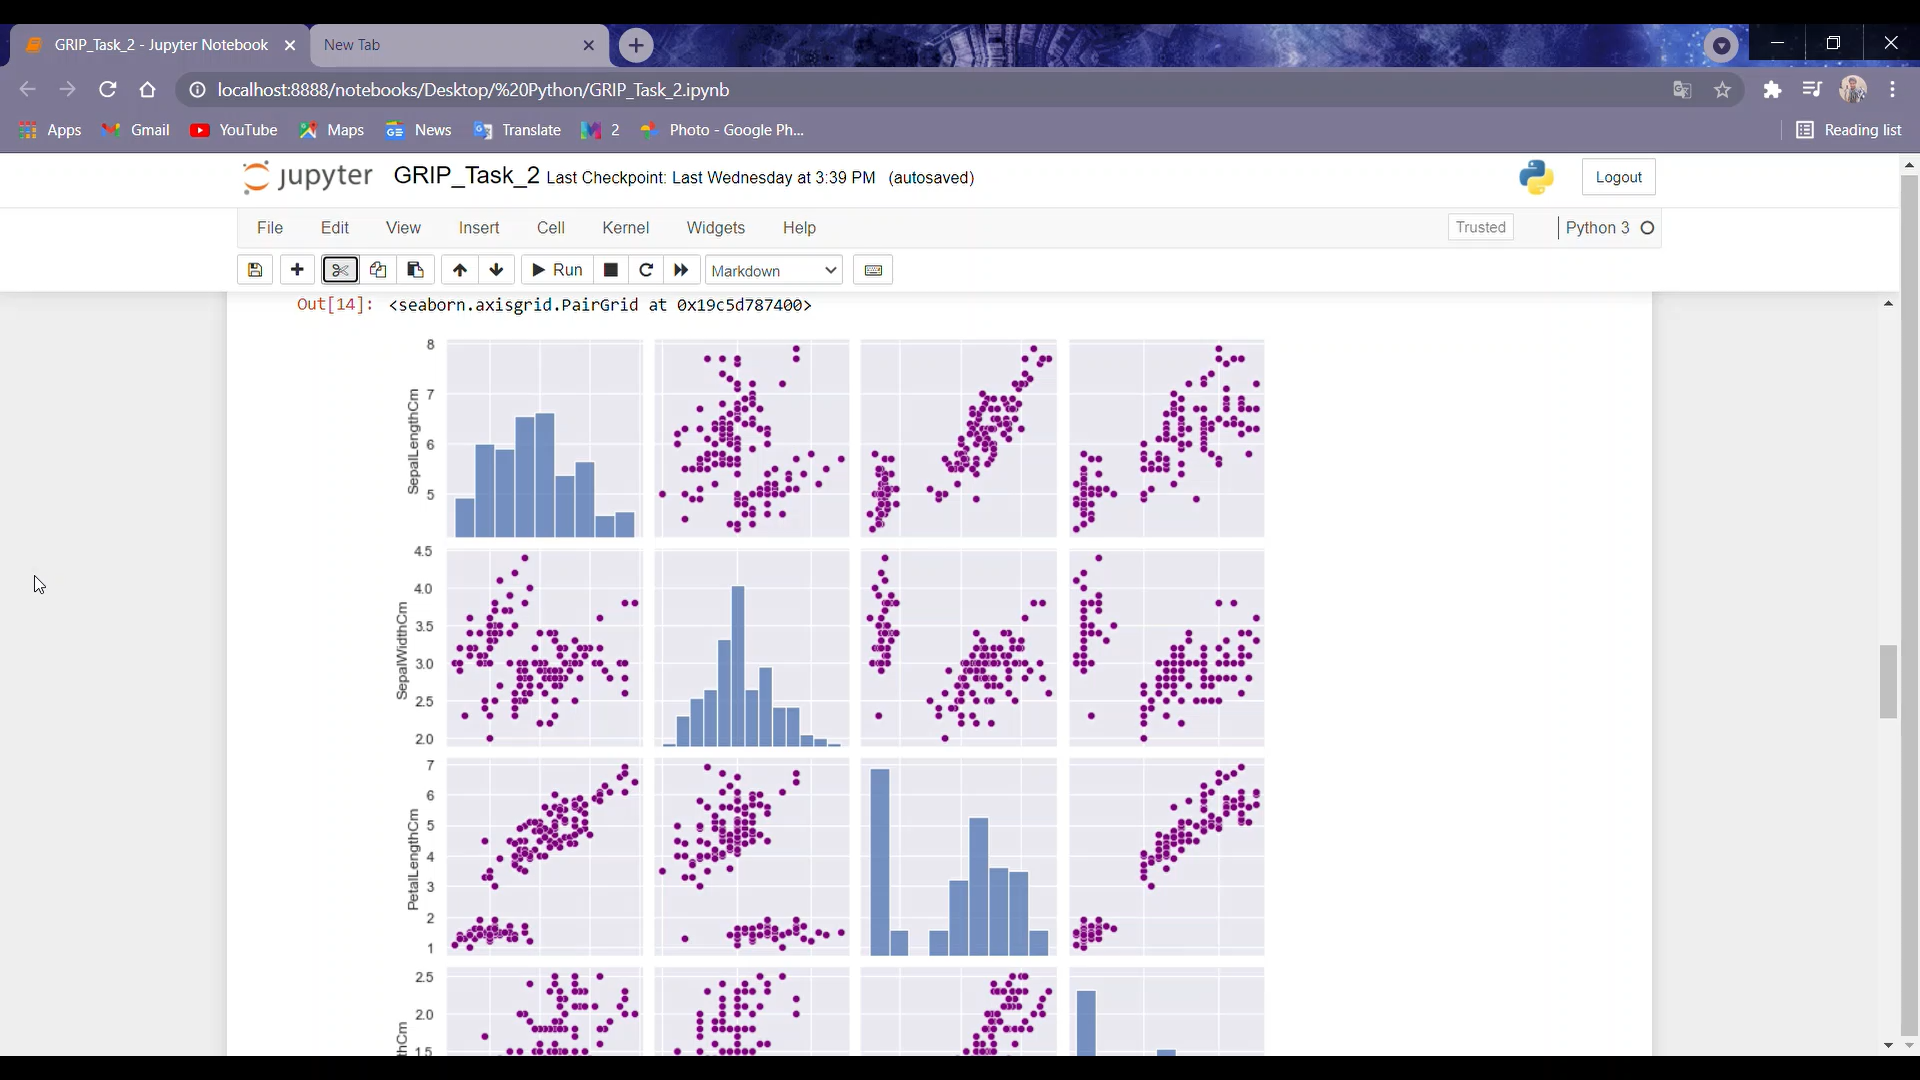 GRIP_Task_2 - Jupyter Notebook
New Tab
localhost:8888/notebooks/Desktop/%20Python/GRIP_Task_2.ipynb
Apps Gmail YouTube Maps News Translate 2 Photo - Google Ph...
Reading list
jupyter GRIP_Task_2 Last Checkpoint: Last Wednesday at 3:39 PM (autosaved)
Logout
File Edit View Insert Cell Kernel Widgets Help
Trusted
Python 3
Run
Markdown
Out[14]: <seaborn.axisgrid.PairGrid at 0x19c5d787400>
8
7
6
5
SepalLengthCm
4.5
4.0
3.5
3.0
2.5
2.0
SepalWidthCm
7
6
5
4
3
2
1
PetalLengthCm
2.5
2.0
1.5
thCm